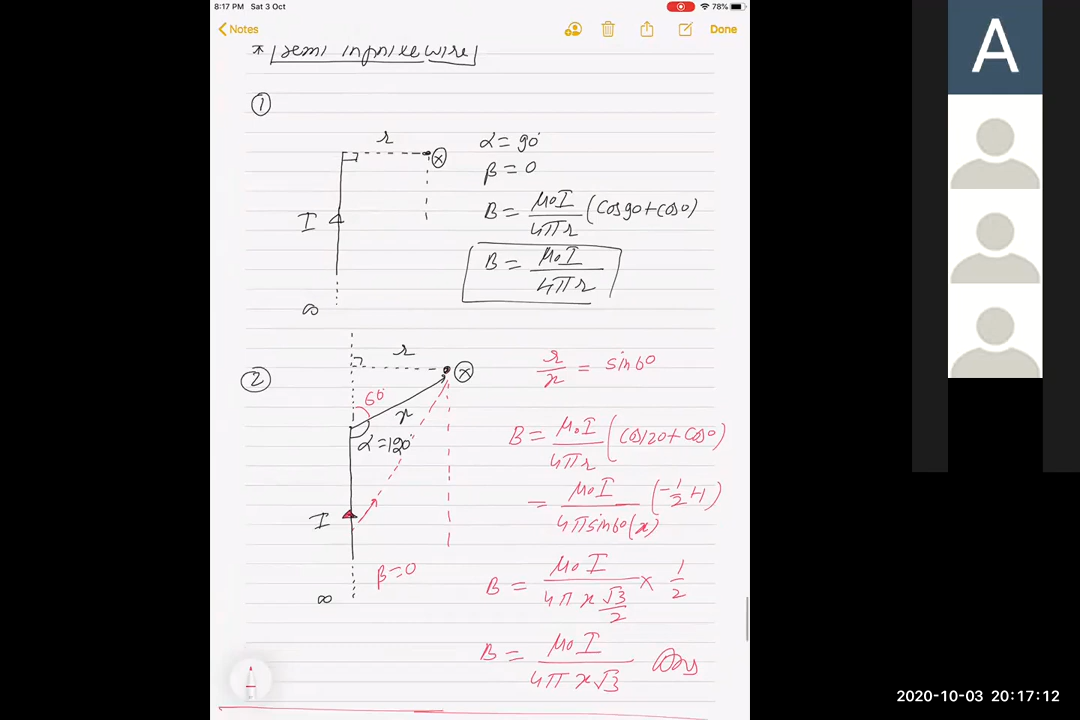 8:17 PM Sat 3 Oct
78%
Notes
Done
* Semi infinite wire
1
r
x
I
∞
α = 90°
β = 0
B = μ₀I / 4πr (cos90 + cos0)
B = μ₀I / 4πr
2
r
x
60°
x
α = 120°
I
β = 0
∞
r / x = sin60
B = μ₀I / 4πr (cos120 + cos0)
= μ₀I / 4π sin60(x) (-1/2 + 1)
B = μ₀I / 4π x √3/2 × 1/2
B = μ₀I / 4π x √3 Ans
A
2020-10-03 20:17:12